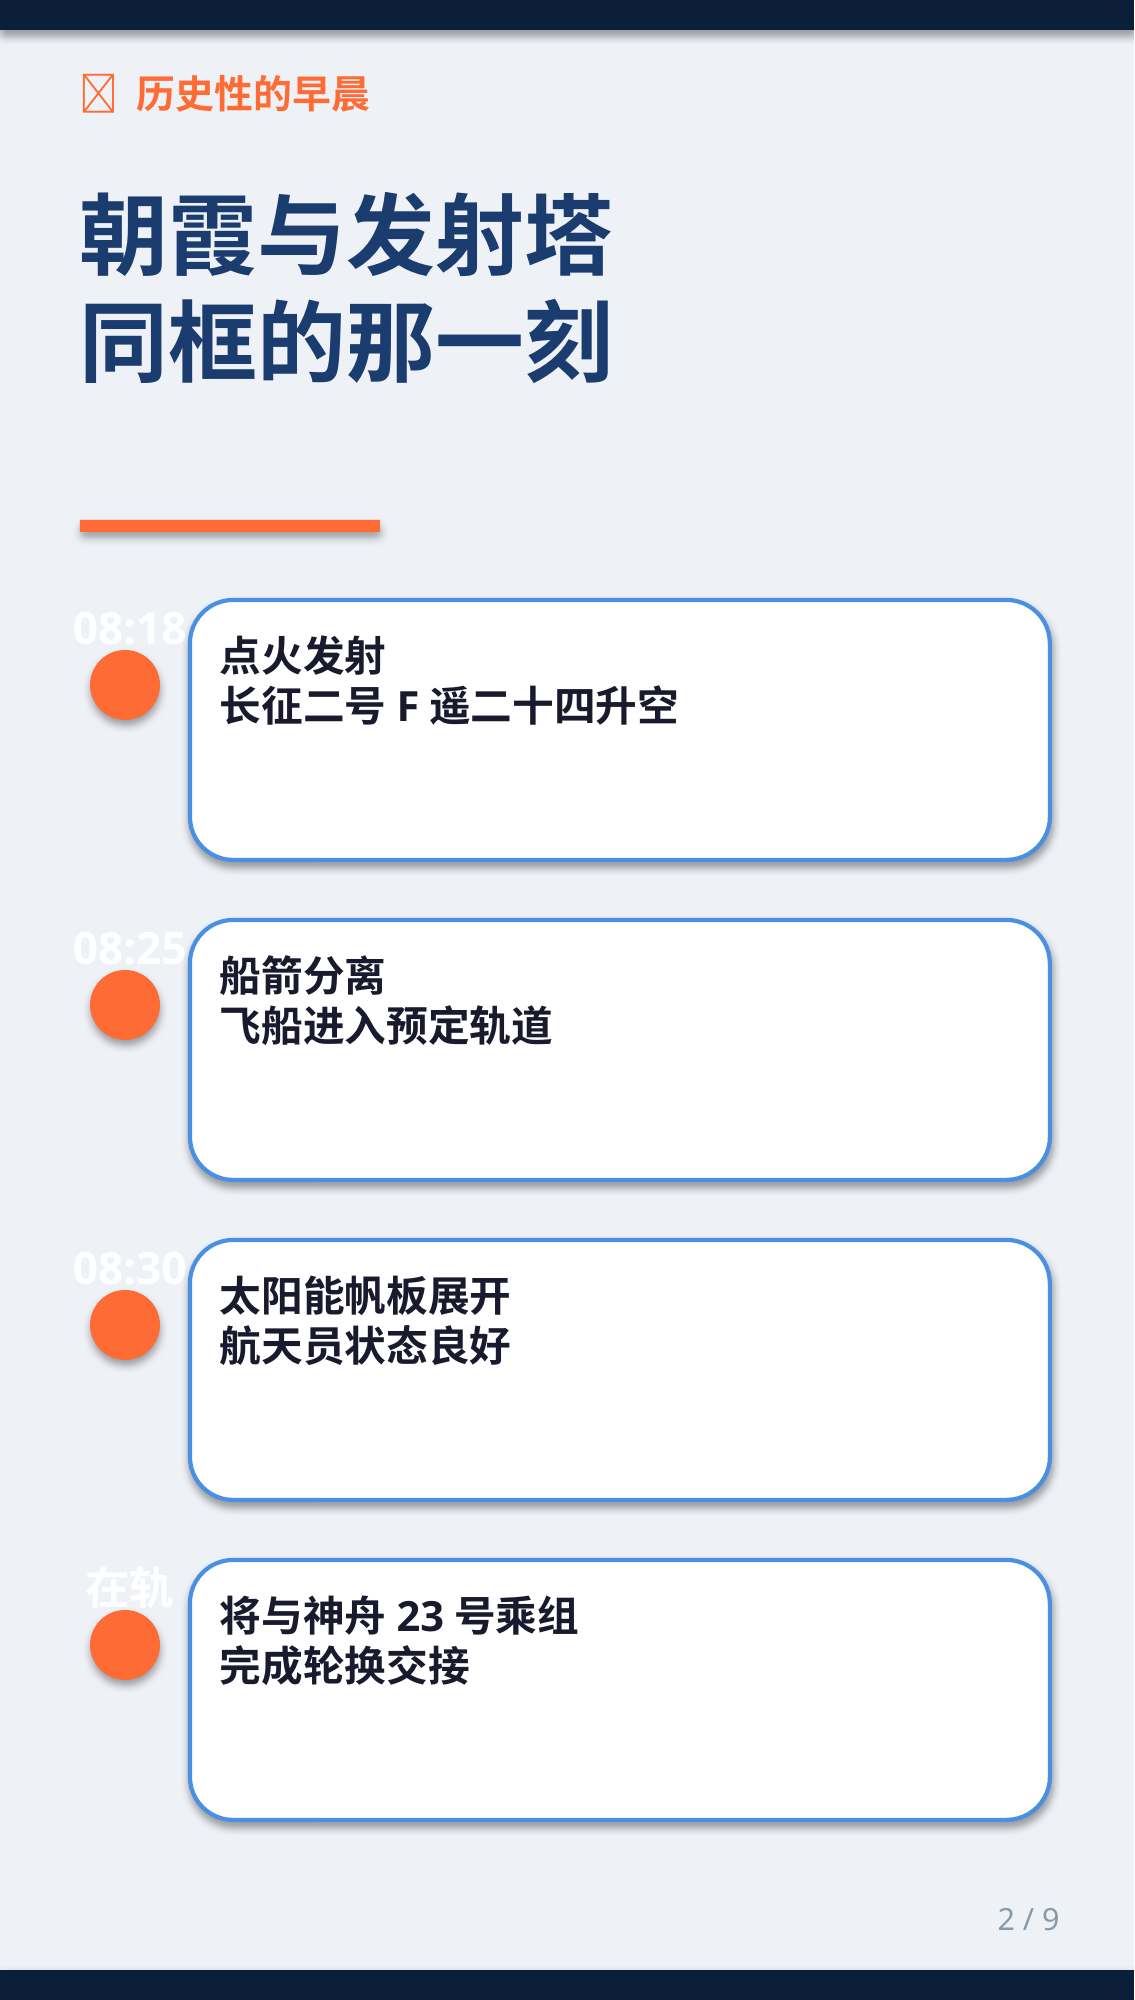 历史性的早晨
朝霞与发射塔
同框的那一刻
08:18
点火发射
长征二号 F 遥二十四升空
08:25
船箭分离
飞船进入预定轨道
08:30
太阳能帆板展开
航天员状态良好
在轨
将与神舟 23 号乘组
完成轮换交接
2 / 9